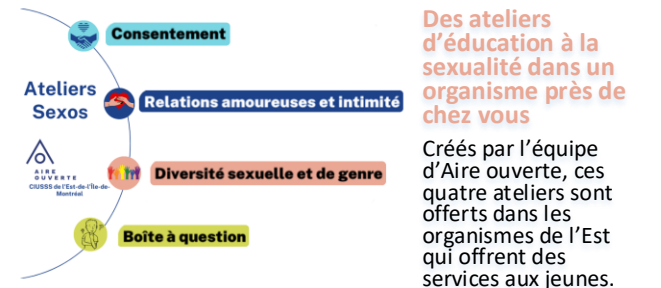 Consentement
Ateliers
Sexos
Relations amoureuses et intimité
AIRE
OUVERTE
CIUSSS de l'Est-de-l'Île-de-
Montréal
Diversité sexuelle et de genre
Boîte à question
Des ateliers
d'éducation à la
sexualité dans un
organisme près de
chez vous
Créés par l'équipe
d'Aire ouverte, ces
quatre ateliers sont
offerts dans les
organismes de l'Est
qui offrent des
services aux jeunes.